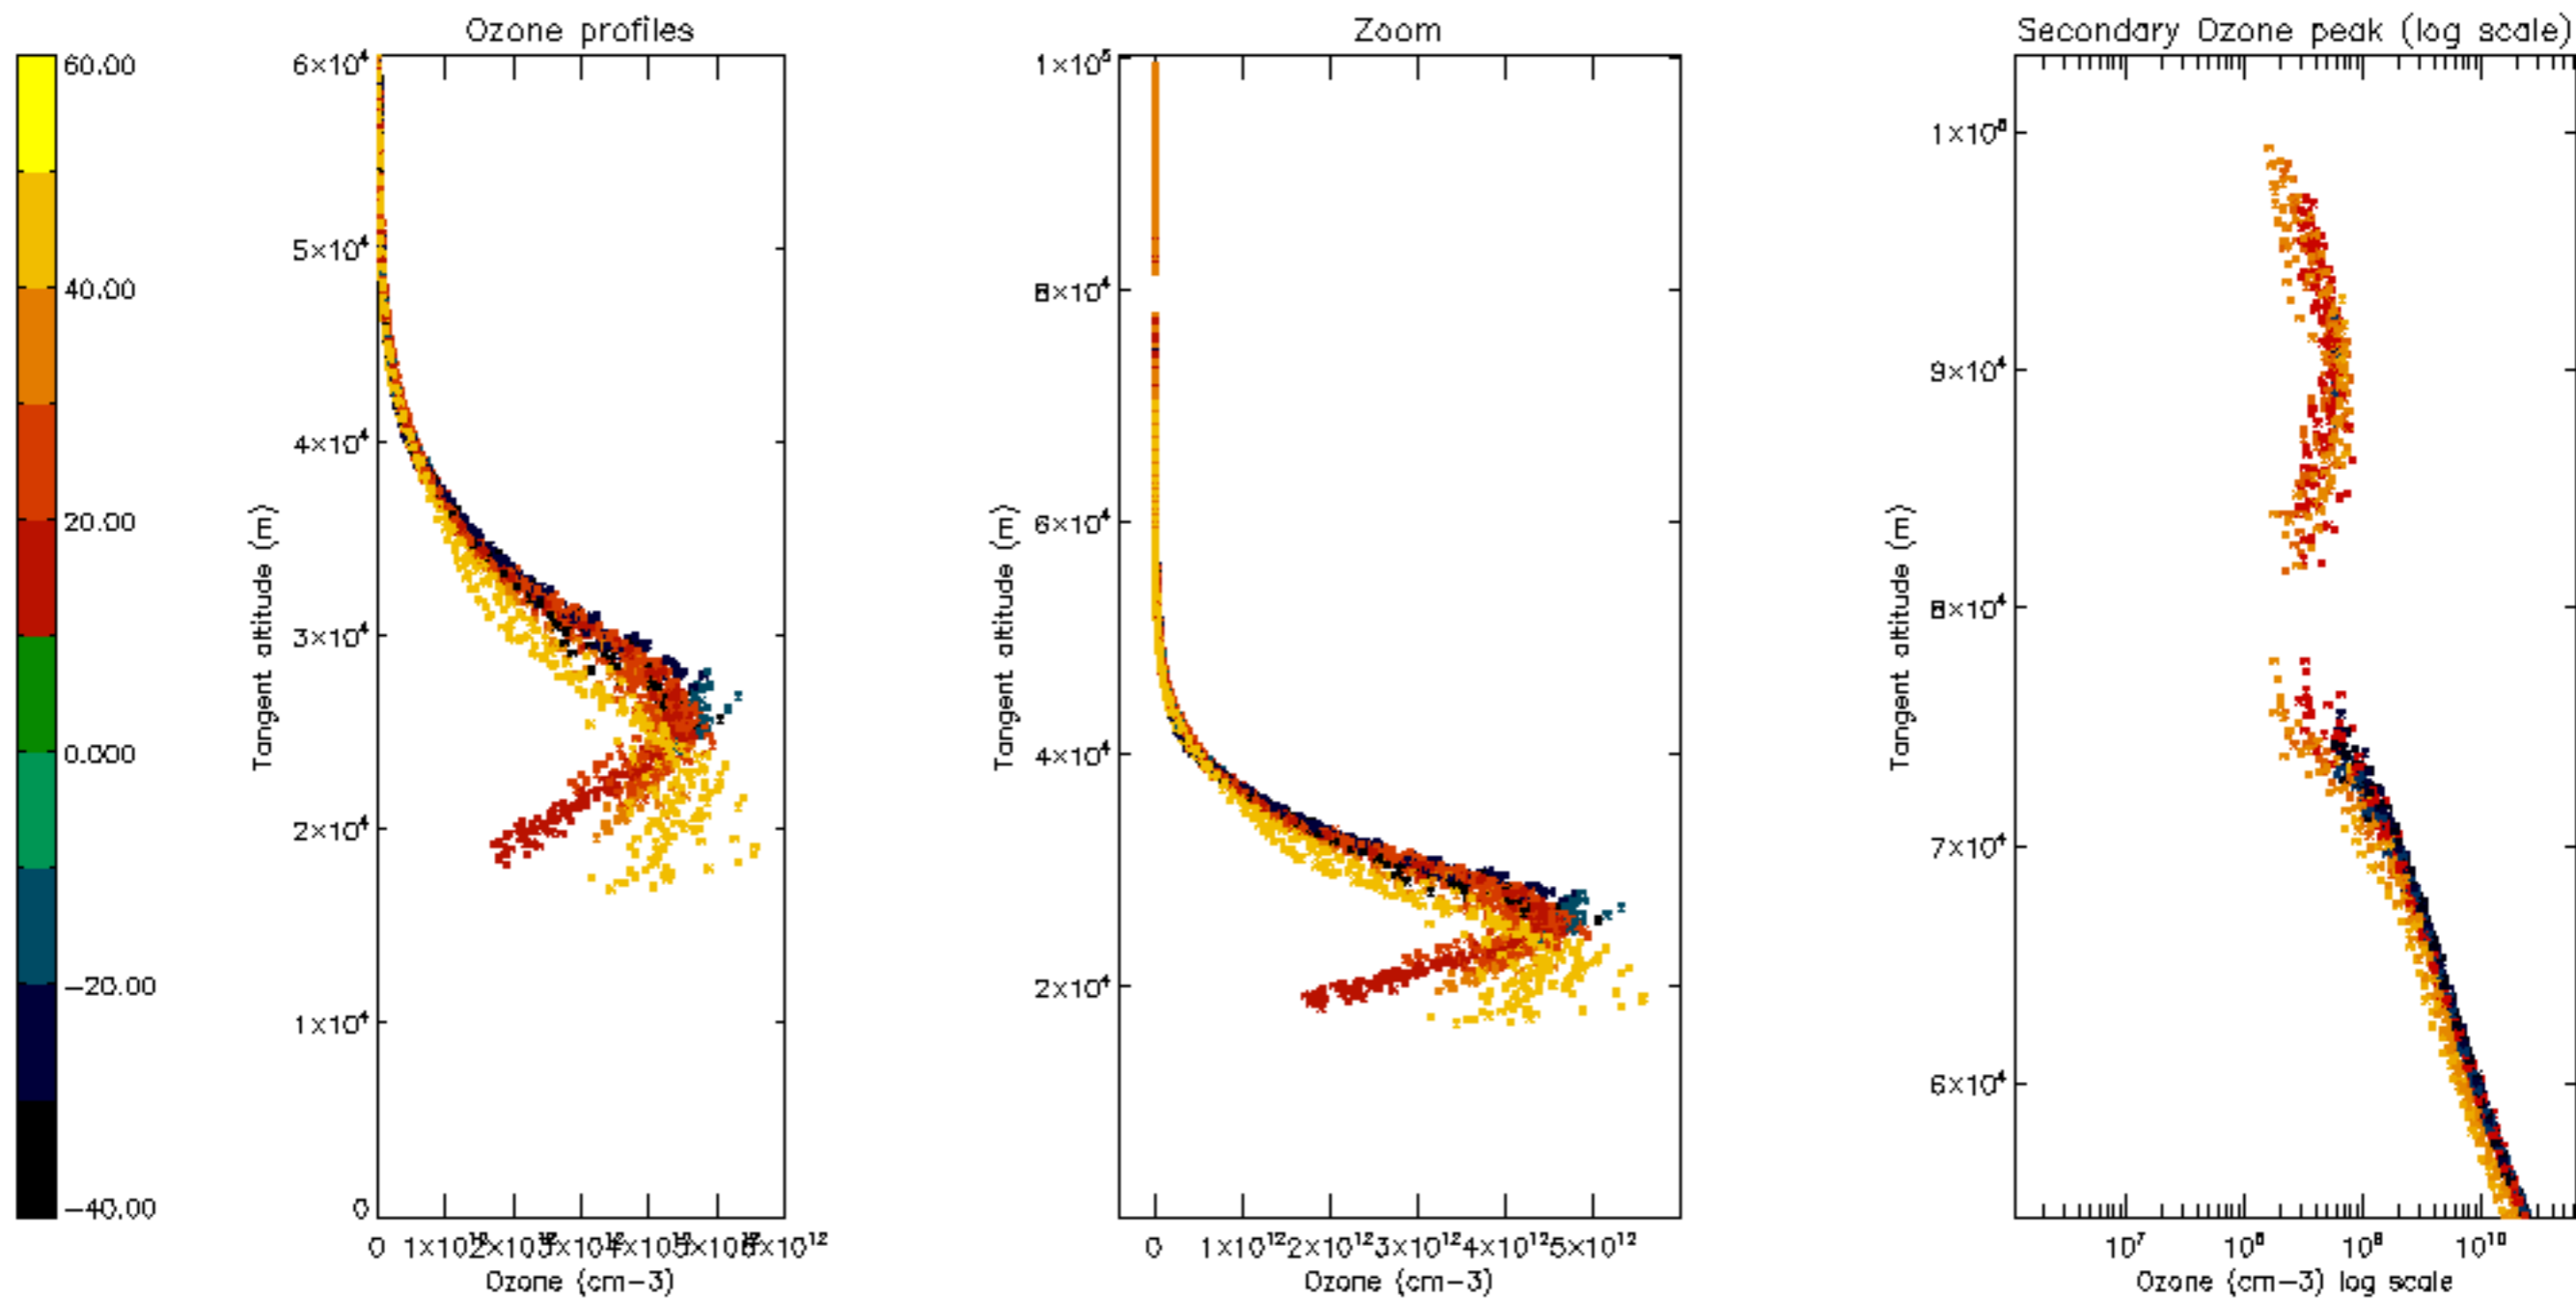 Ozone profiles
Zoom
Secondary Ozone peak (log scale)
60.00
40.00
20.00
0.000
−20.00
−40.00
6×10⁴
5×10⁴
4×10⁴
3×10⁴
2×10⁴
1×10⁴
0
Tangent altitude (m)
0
Ozone (cm−3)
1×10⁵
8×10⁴
6×10⁴
4×10⁴
2×10⁴
Tangent altitude (m)
0 1×10¹² 2×10¹² 3×10¹² 4×10¹² 5×10¹²
Ozone (cm−3)
9×10⁴
8×10⁴
7×10⁴
6×10⁴
Tangent altitude (m)
10⁷ 10⁸ 10⁹ 10¹⁰
Ozone (cm−3) log scale